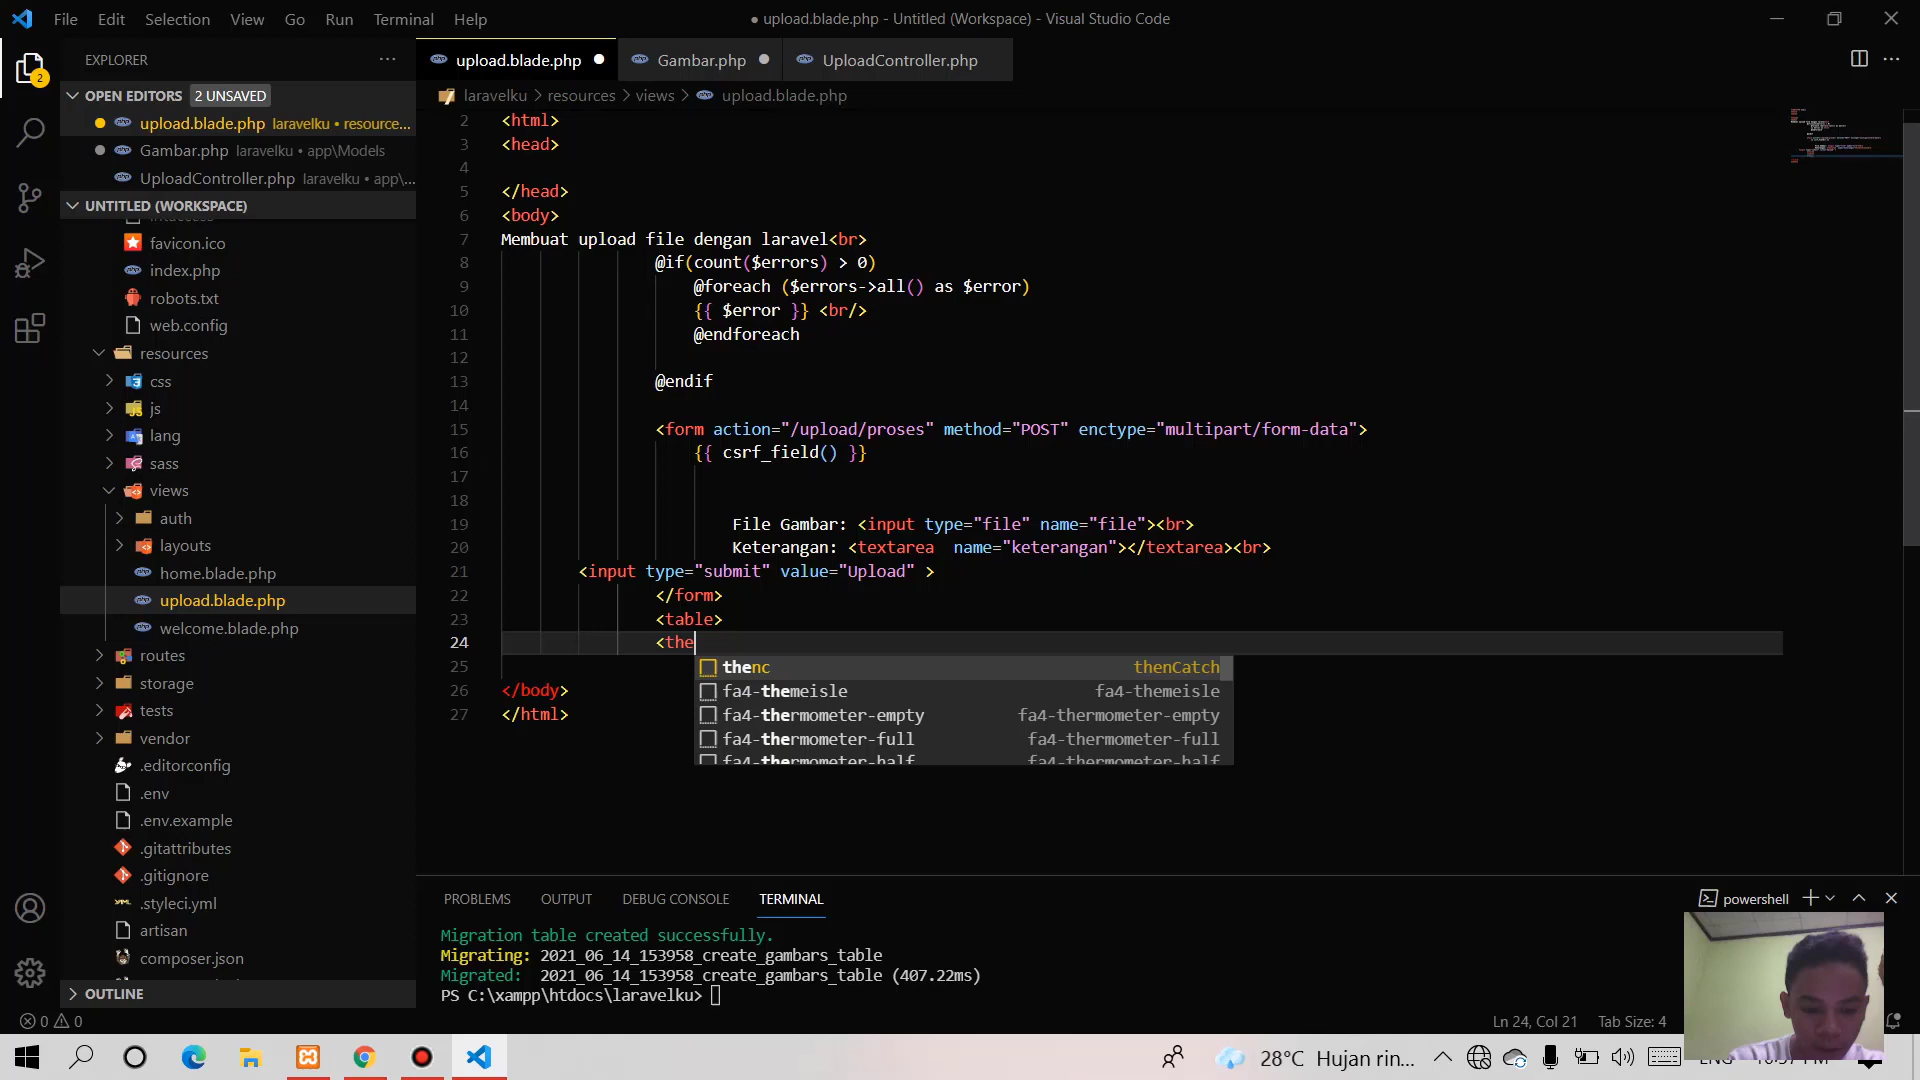 File Edit Selection View Go Run Terminal Help
● upload.blade.php - Untitled (Workspace) - Visual Studio Code
EXPLORER
OPEN EDITORS 2 UNSAVED
upload.blade.php laravelku • resource...
Gambar.php laravelku • app\Models
UploadController.php laravelku • app\...
UNTITLED (WORKSPACE)
favicon.ico
index.php
robots.txt
web.config
resources
css
js
lang
sass
views
auth
layouts
home.blade.php
upload.blade.php
welcome.blade.php
routes
storage
tests
vendor
.editorconfig
.env
.env.example
.gitattributes
.gitignore
.styleci.yml
artisan
composer.json
OUTLINE
2
upload.blade.php
Gambar.php
UploadController.php
laravelku > resources > views > upload.blade.php
2 <html>
3 <head>
4
5 </head>
6 <body>
7 Membuat upload file dengan laravel<br>
8 @if(count($errors) > 0)
9 @foreach ($errors->all() as $error)
10 {{ $error }} <br/>
11 @endforeach
12
13 @endif
14
15 <form action="/upload/proses" method="POST" enctype="multipart/form-data">
16 {{ csrf_field() }}
17
18
19 File Gambar: <input type="file" name="file"><br>
20 Keterangan: <textarea  name="keterangan"></textarea><br>
21 <input type="submit" value="Upload" >
22 </form>
23 <table>
24 <the
25
26 </body>
27 </html>
thenc thenCatch
fa4-themeisle fa4-themeisle
fa4-thermometer-empty fa4-thermometer-empty
fa4-thermometer-full fa4-thermometer-full
fa4-thermometer-half fa4-thermometer-half
PROBLEMS OUTPUT DEBUG CONSOLE TERMINAL
powershell
Migration table created successfully.
Migrating: 2021_06_14_153958_create_gambars_table
Migrated:  2021_06_14_153958_create_gambars_table (407.22ms)
PS C:\xampp\htdocs\laravelku>
0 0
Ln 24, Col 21 Tab Size: 4
28°C Hujan rin...